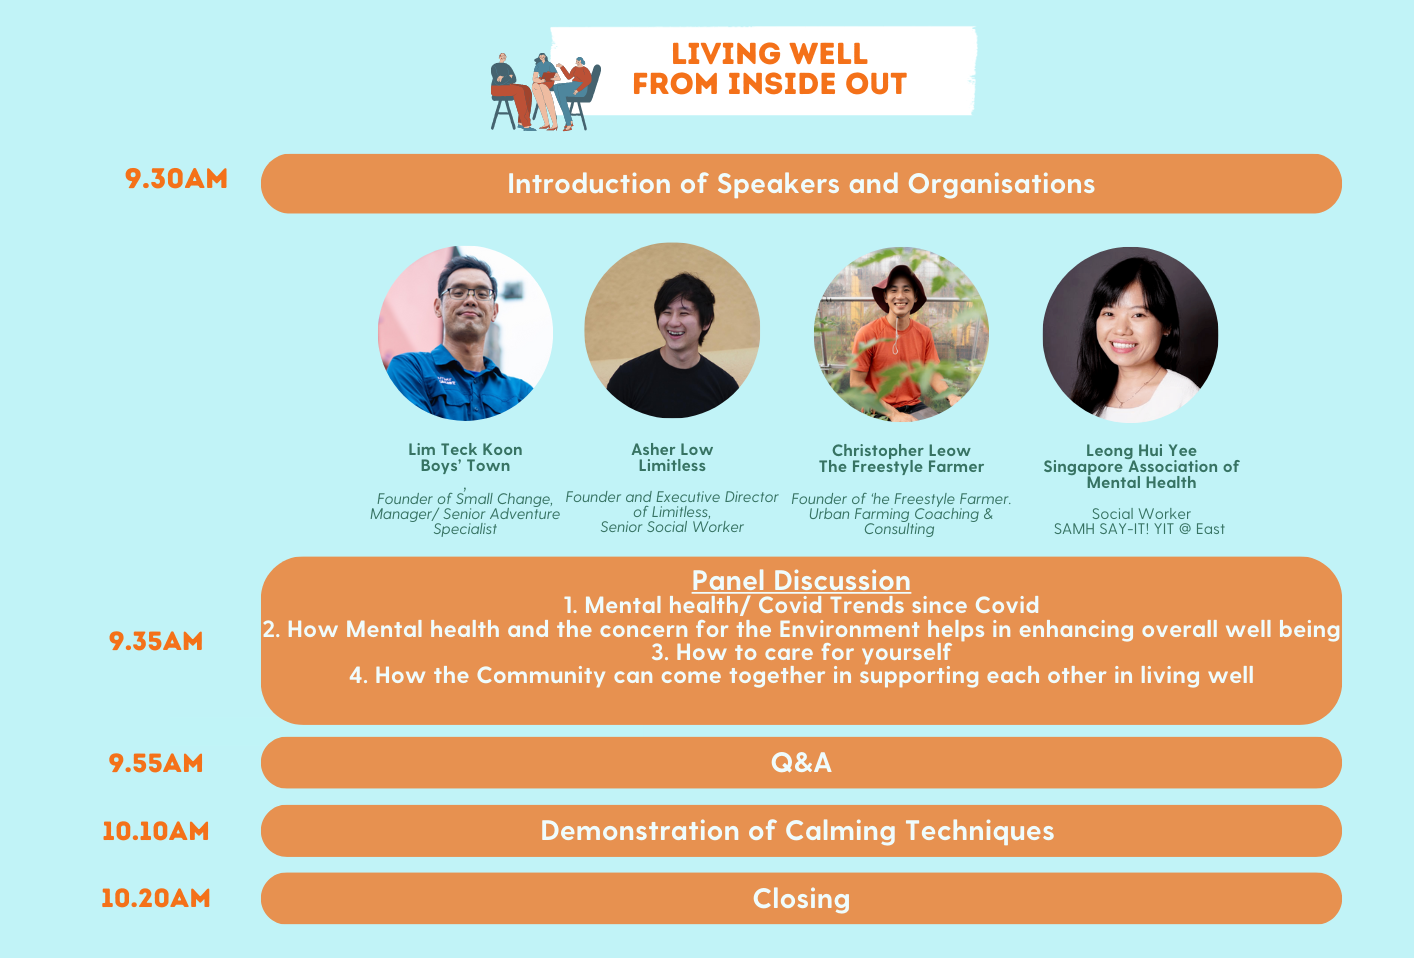 LIVING WELL
FROM INSIDE OUT
9.30AM
Introduction of Speakers and Organisations
Lim Teck Koon
Boys' Town
,
Founder of Small Change,
Manager/ Senior Adventure
Specialist
Asher Low
Limitless
Founder and Executive Director
of Limitless,
Senior Social Worker
Christopher Leow
The Freestyle Farmer
Founder of 'he Freestyle Farmer.
Urban Farming Coaching &
Consulting
Leong Hui Yee
Singapore Association of
Mental Health
Social Worker
SAMH SAY-IT! YIT @ East
9.35AM
Panel Discussion
1. Mental health/ Covid Trends since Covid
2. How Mental health and the concern for the Environment helps in enhancing overall well being
3. How to care for yourself
4. How the Community can come together in supporting each other in living well
9.55AM
Q&A
10.10AM
Demonstration of Calming Techniques
10.20AM
Closing